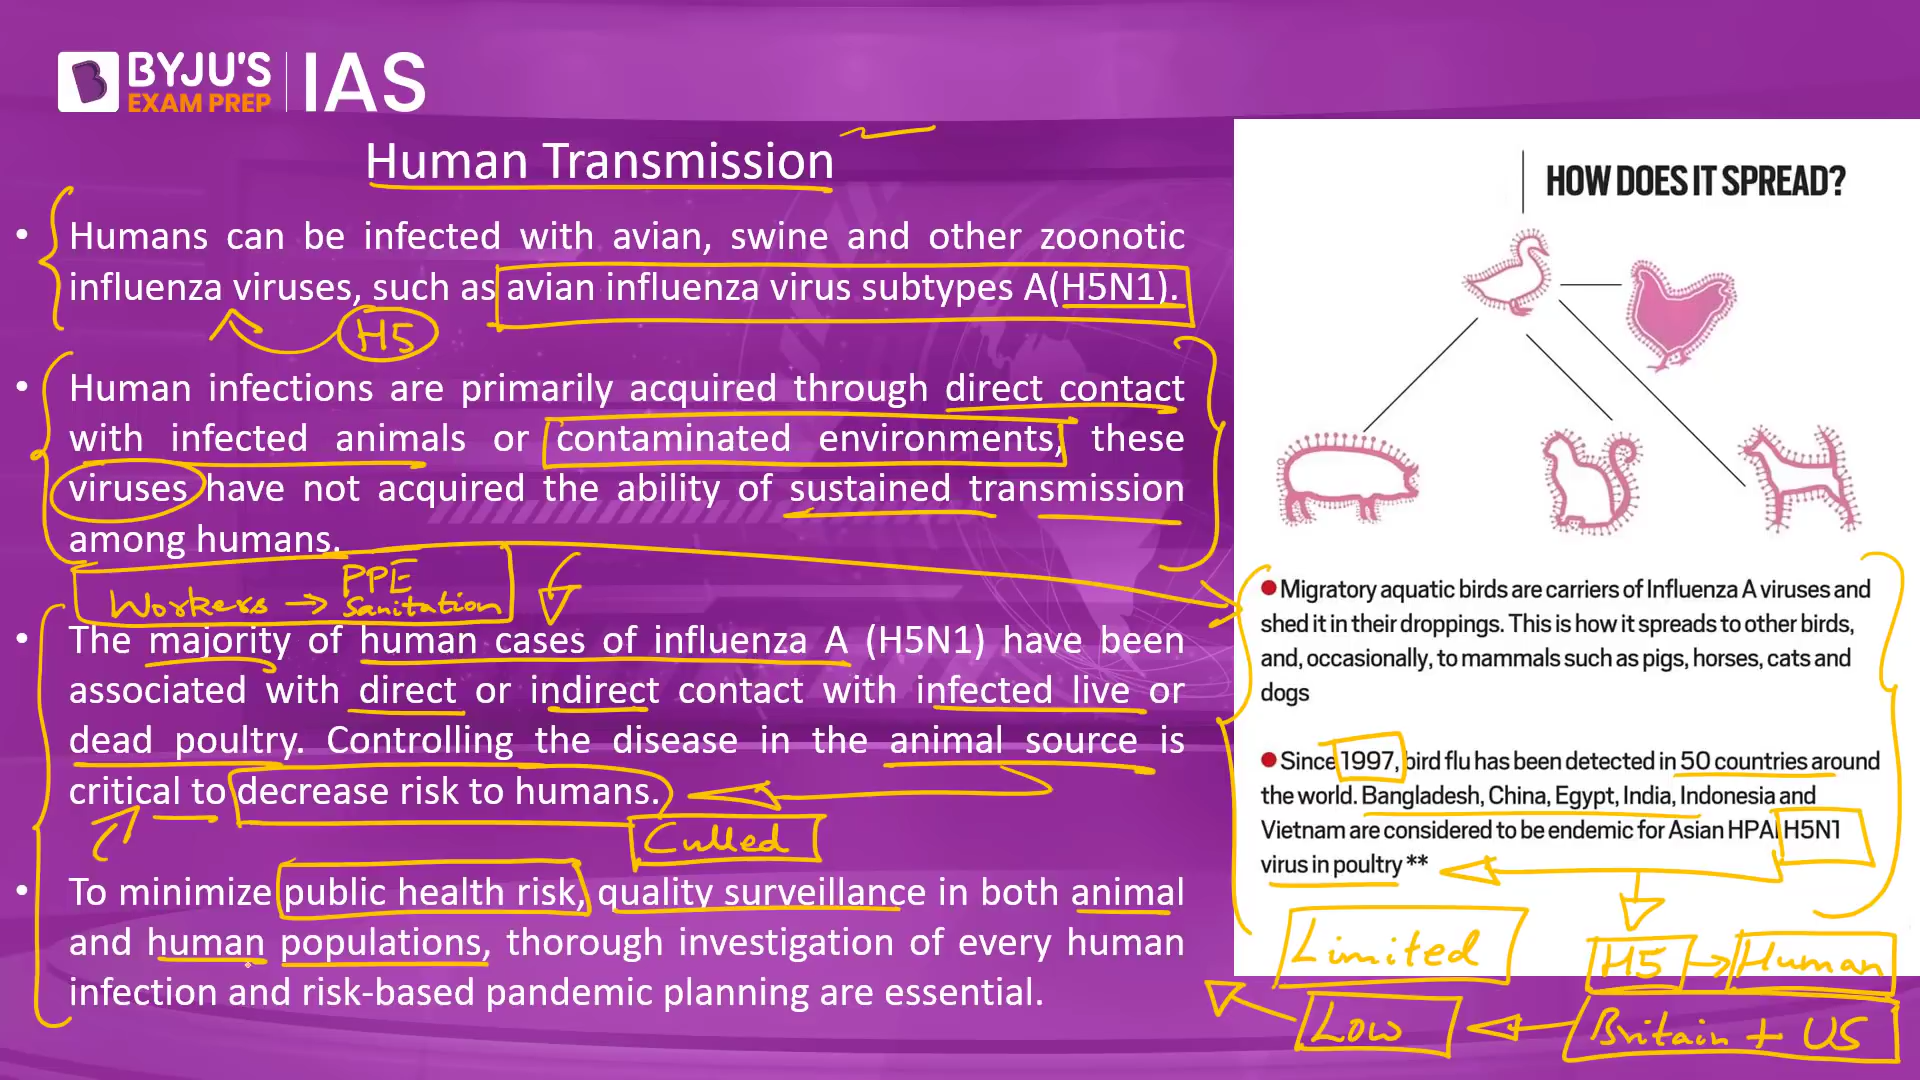 BYJU'S
EXAM PREP
IAS
Human Transmission
• Humans can be infected with avian, swine and other zoonotic
influenza viruses, such as avian influenza virus subtypes A(H5N1).
H5
• Human infections are primarily acquired through direct contact
with infected animals or contaminated environments, these
viruses have not acquired the ability of sustained transmission
among humans.
Workers → PPE
Sanitation
• The majority of human cases of influenza A (H5N1) have been
associated with direct or indirect contact with infected live or
dead poultry. Controlling the disease in the animal source is
critical to decrease risk to humans.
Culled
• To minimize public health risk, quality surveillance in both animal
and human populations, thorough investigation of every human
infection and risk-based pandemic planning are essential.
HOW DOES IT SPREAD?
● Migratory aquatic birds are carriers of Influenza A viruses and
shed it in their droppings. This is how it spreads to other birds,
and, occasionally, to mammals such as pigs, horses, cats and
dogs
● Since 1997, bird flu has been detected in 50 countries around
the world. Bangladesh, China, Egypt, India, Indonesia and
Vietnam are considered to be endemic for Asian HPAI H5N1
virus in poultry **
Limited
H5 → Human
Low
Britain + US